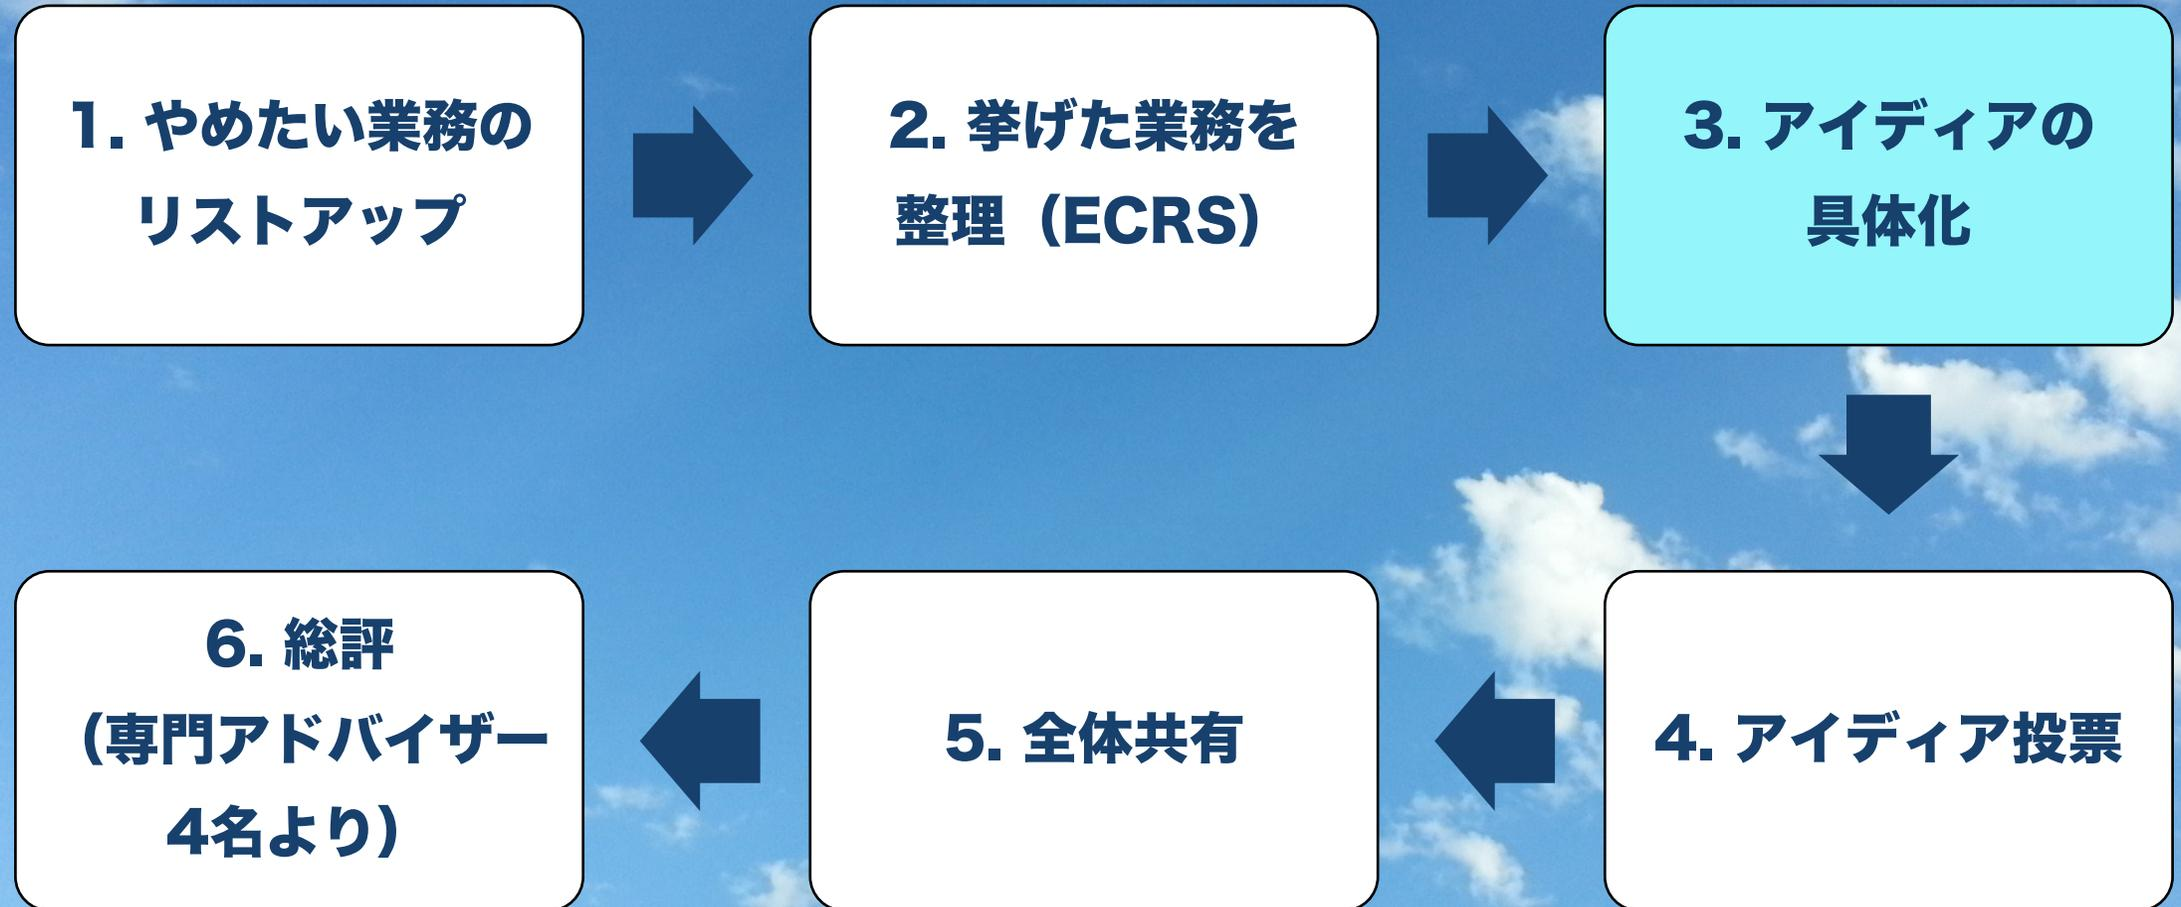 1. やめたい業務の
リストアップ
2. 挙げた業務を
整理（ECRS）
3. アイディアの
具体化
4. アイディア投票
5. 全体共有
6. 総評
（専門アドバイザー
4名より）